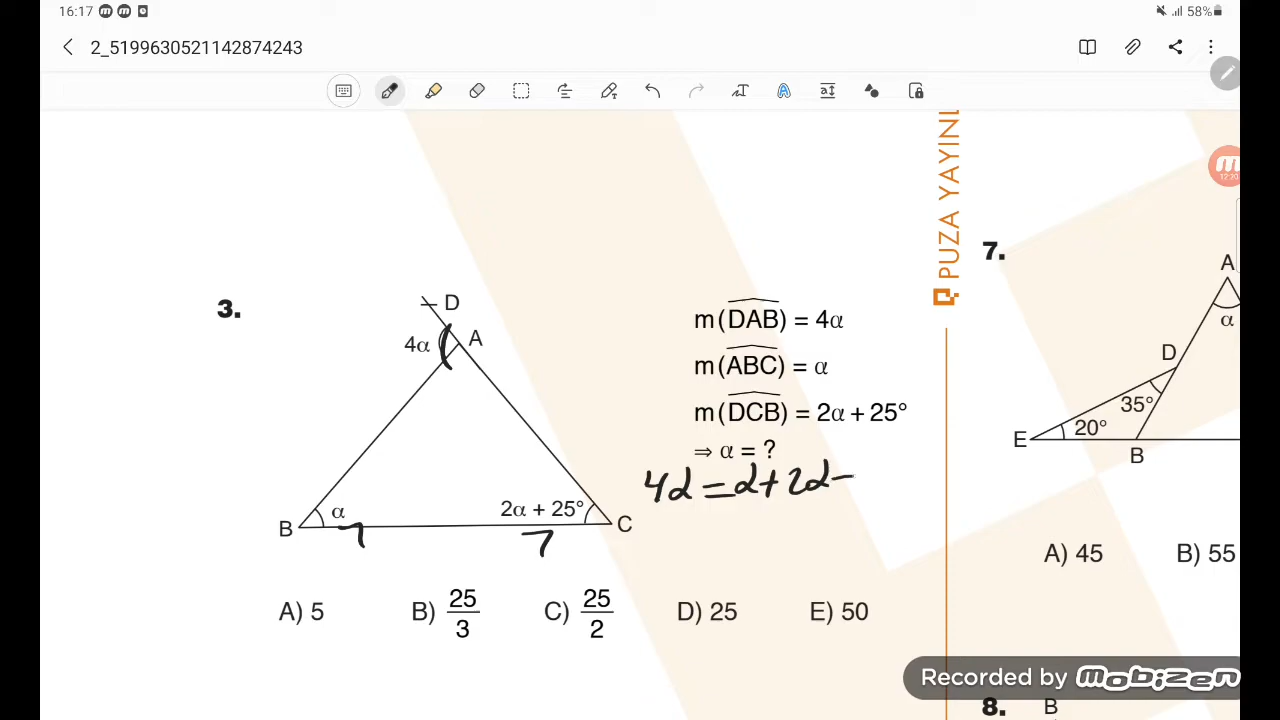 16:17
58%
2_5199630521142874243
PUZA YAYINL
3.
D
4α
A
B
α
2α + 25°
C
m(DAB) = 4α
m(ABC) = α
m(DCB) = 2α + 25°
⇒ α = ?
4α = α + 2α -
A) 5
B) 25/3
C) 25/2
D) 25
E) 50
7.
A
α
D
35°
E
20°
B
A) 45
B) 55
8.
B
Recorded by mobizen